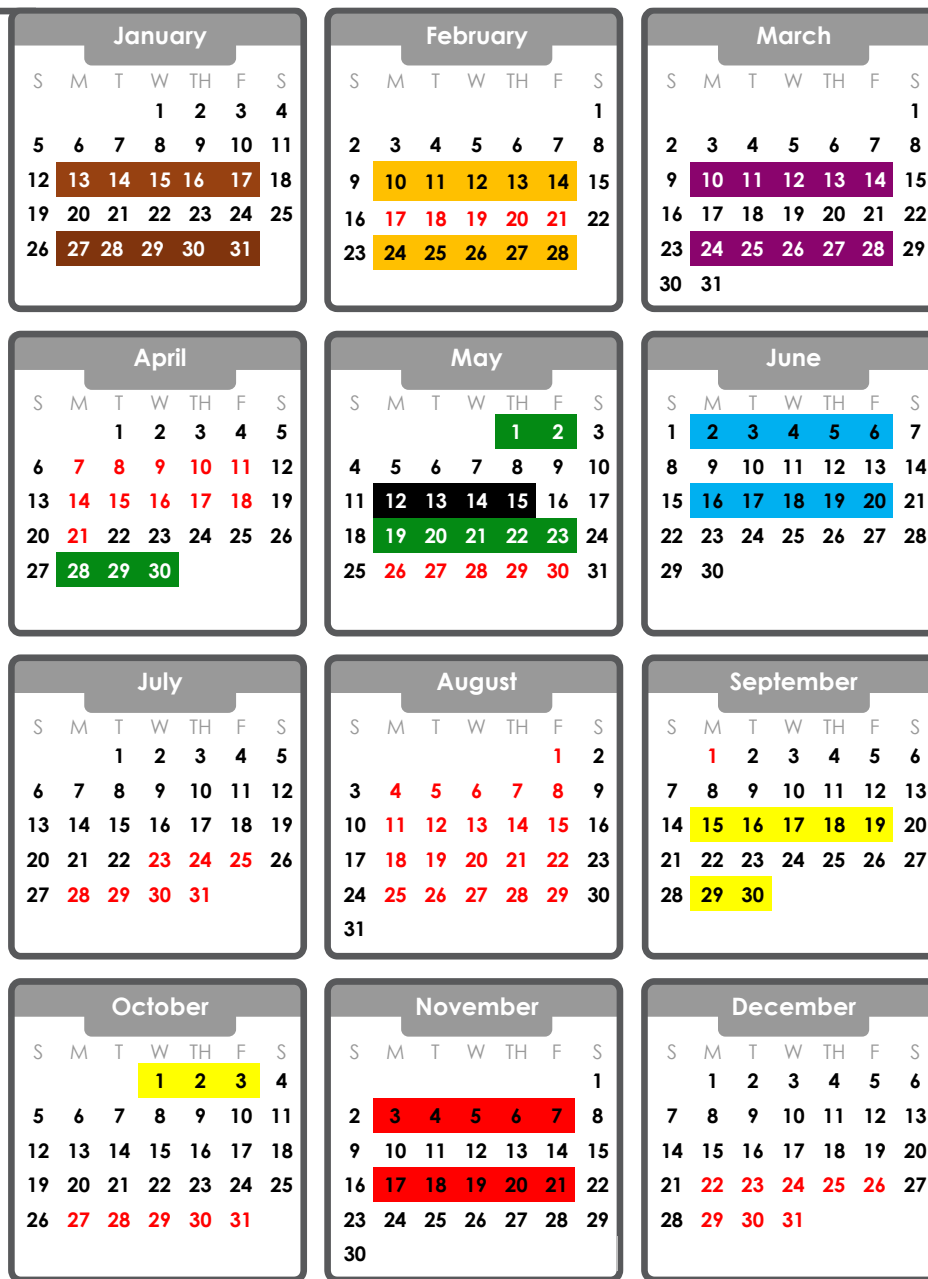 January
S M T W TH F S
1 2 3 4
5 6 7 8 9 10 11
12 13 14 15 16 17 18
19 20 21 22 23 24 25
26 27 28 29 30 31
February
S M T W TH F S
1
2 3 4 5 6 7 8
9 10 11 12 13 14 15
16 17 18 19 20 21 22
23 24 25 26 27 28
March
S M T W TH F S
1
2 3 4 5 6 7 8
9 10 11 12 13 14 15
16 17 18 19 20 21 22
23 24 25 26 27 28 29
30 31
April
S M T W TH F S
1 2 3 4 5
6 7 8 9 10 11 12
13 14 15 16 17 18 19
20 21 22 23 24 25 26
27 28 29 30
May
S M T W TH F S
1 2 3
4 5 6 7 8 9 10
11 12 13 14 15 16 17
18 19 20 21 22 23 24
25 26 27 28 29 30 31
June
S M T W TH F S
1 2 3 4 5 6 7
8 9 10 11 12 13 14
15 16 17 18 19 20 21
22 23 24 25 26 27 28
29 30
July
S M T W TH F S
1 2 3 4 5
6 7 8 9 10 11 12
13 14 15 16 17 18 19
20 21 22 23 24 25 26
27 28 29 30 31
August
S M T W TH F S
1 2
3 4 5 6 7 8 9
10 11 12 13 14 15 16
17 18 19 20 21 22 23
24 25 26 27 28 29 30
31
September
S M T W TH F S
1 2 3 4 5 6
7 8 9 10 11 12 13
14 15 16 17 18 19 20
21 22 23 24 25 26 27
28 29 30
October
S M T W TH F S
1 2 3 4
5 6 7 8 9 10 11
12 13 14 15 16 17 18
19 20 21 22 23 24 25
26 27 28 29 30 31
November
S M T W TH F S
1
2 3 4 5 6 7 8
9 10 11 12 13 14 15
16 17 18 19 20 21 22
23 24 25 26 27 28 29
30
December
S M T W TH F S
1 2 3 4 5 6
7 8 9 10 11 12 13
14 15 16 17 18 19 20
21 22 23 24 25 26 27
28 29 30 31